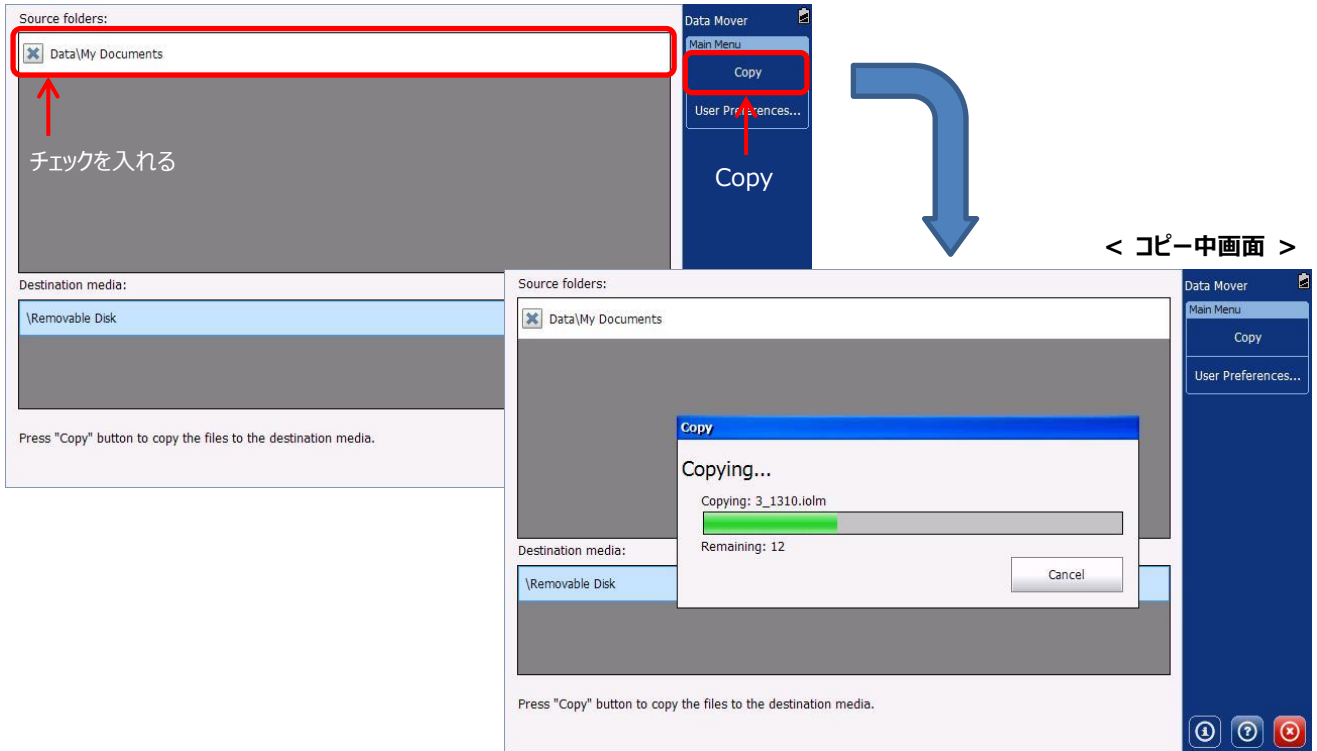 Source folders:
Data\My Documents
チェックを入れる
Destination media:
\Removable Disk
Press "Copy" button to copy the files to the destination media.
Data Mover
Main Menu
Copy
User Preferences...
Copy
< コピー中画面 >
Source folders:
Data\My Documents
Copy
Copying...
Copying: 3_1310.iolm
Remaining: 12
Cancel
Destination media:
\Removable Disk
Press "Copy" button to copy the files to the destination media.
Data Mover
Main Menu
Copy
User Preferences...